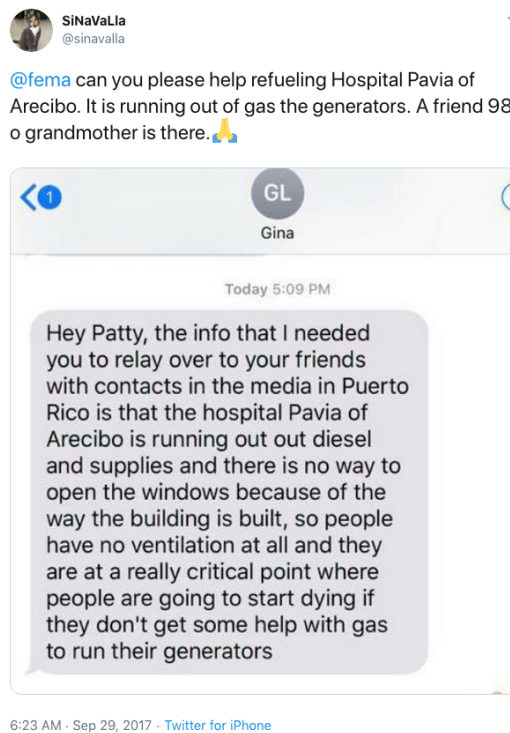 SiNaVaLla
@sinavalla
@fema can you please help refueling Hospital Pavia of
Arecibo. It is running out of gas the generators. A friend 98
o grandmother is there.🙏
1
GL
Gina
Today 5:09 PM
Hey Patty, the info that I needed
you to relay over to your friends
with contacts in the media in Puerto
Rico is that the hospital Pavia of
Arecibo is running out out diesel
and supplies and there is no way to
open the windows because of the
way the building is built, so people
have no ventilation at all and they
are at a really critical point where
people are going to start dying if
they don't get some help with gas
to run their generators
6:23 AM · Sep 29, 2017 · Twitter for iPhone